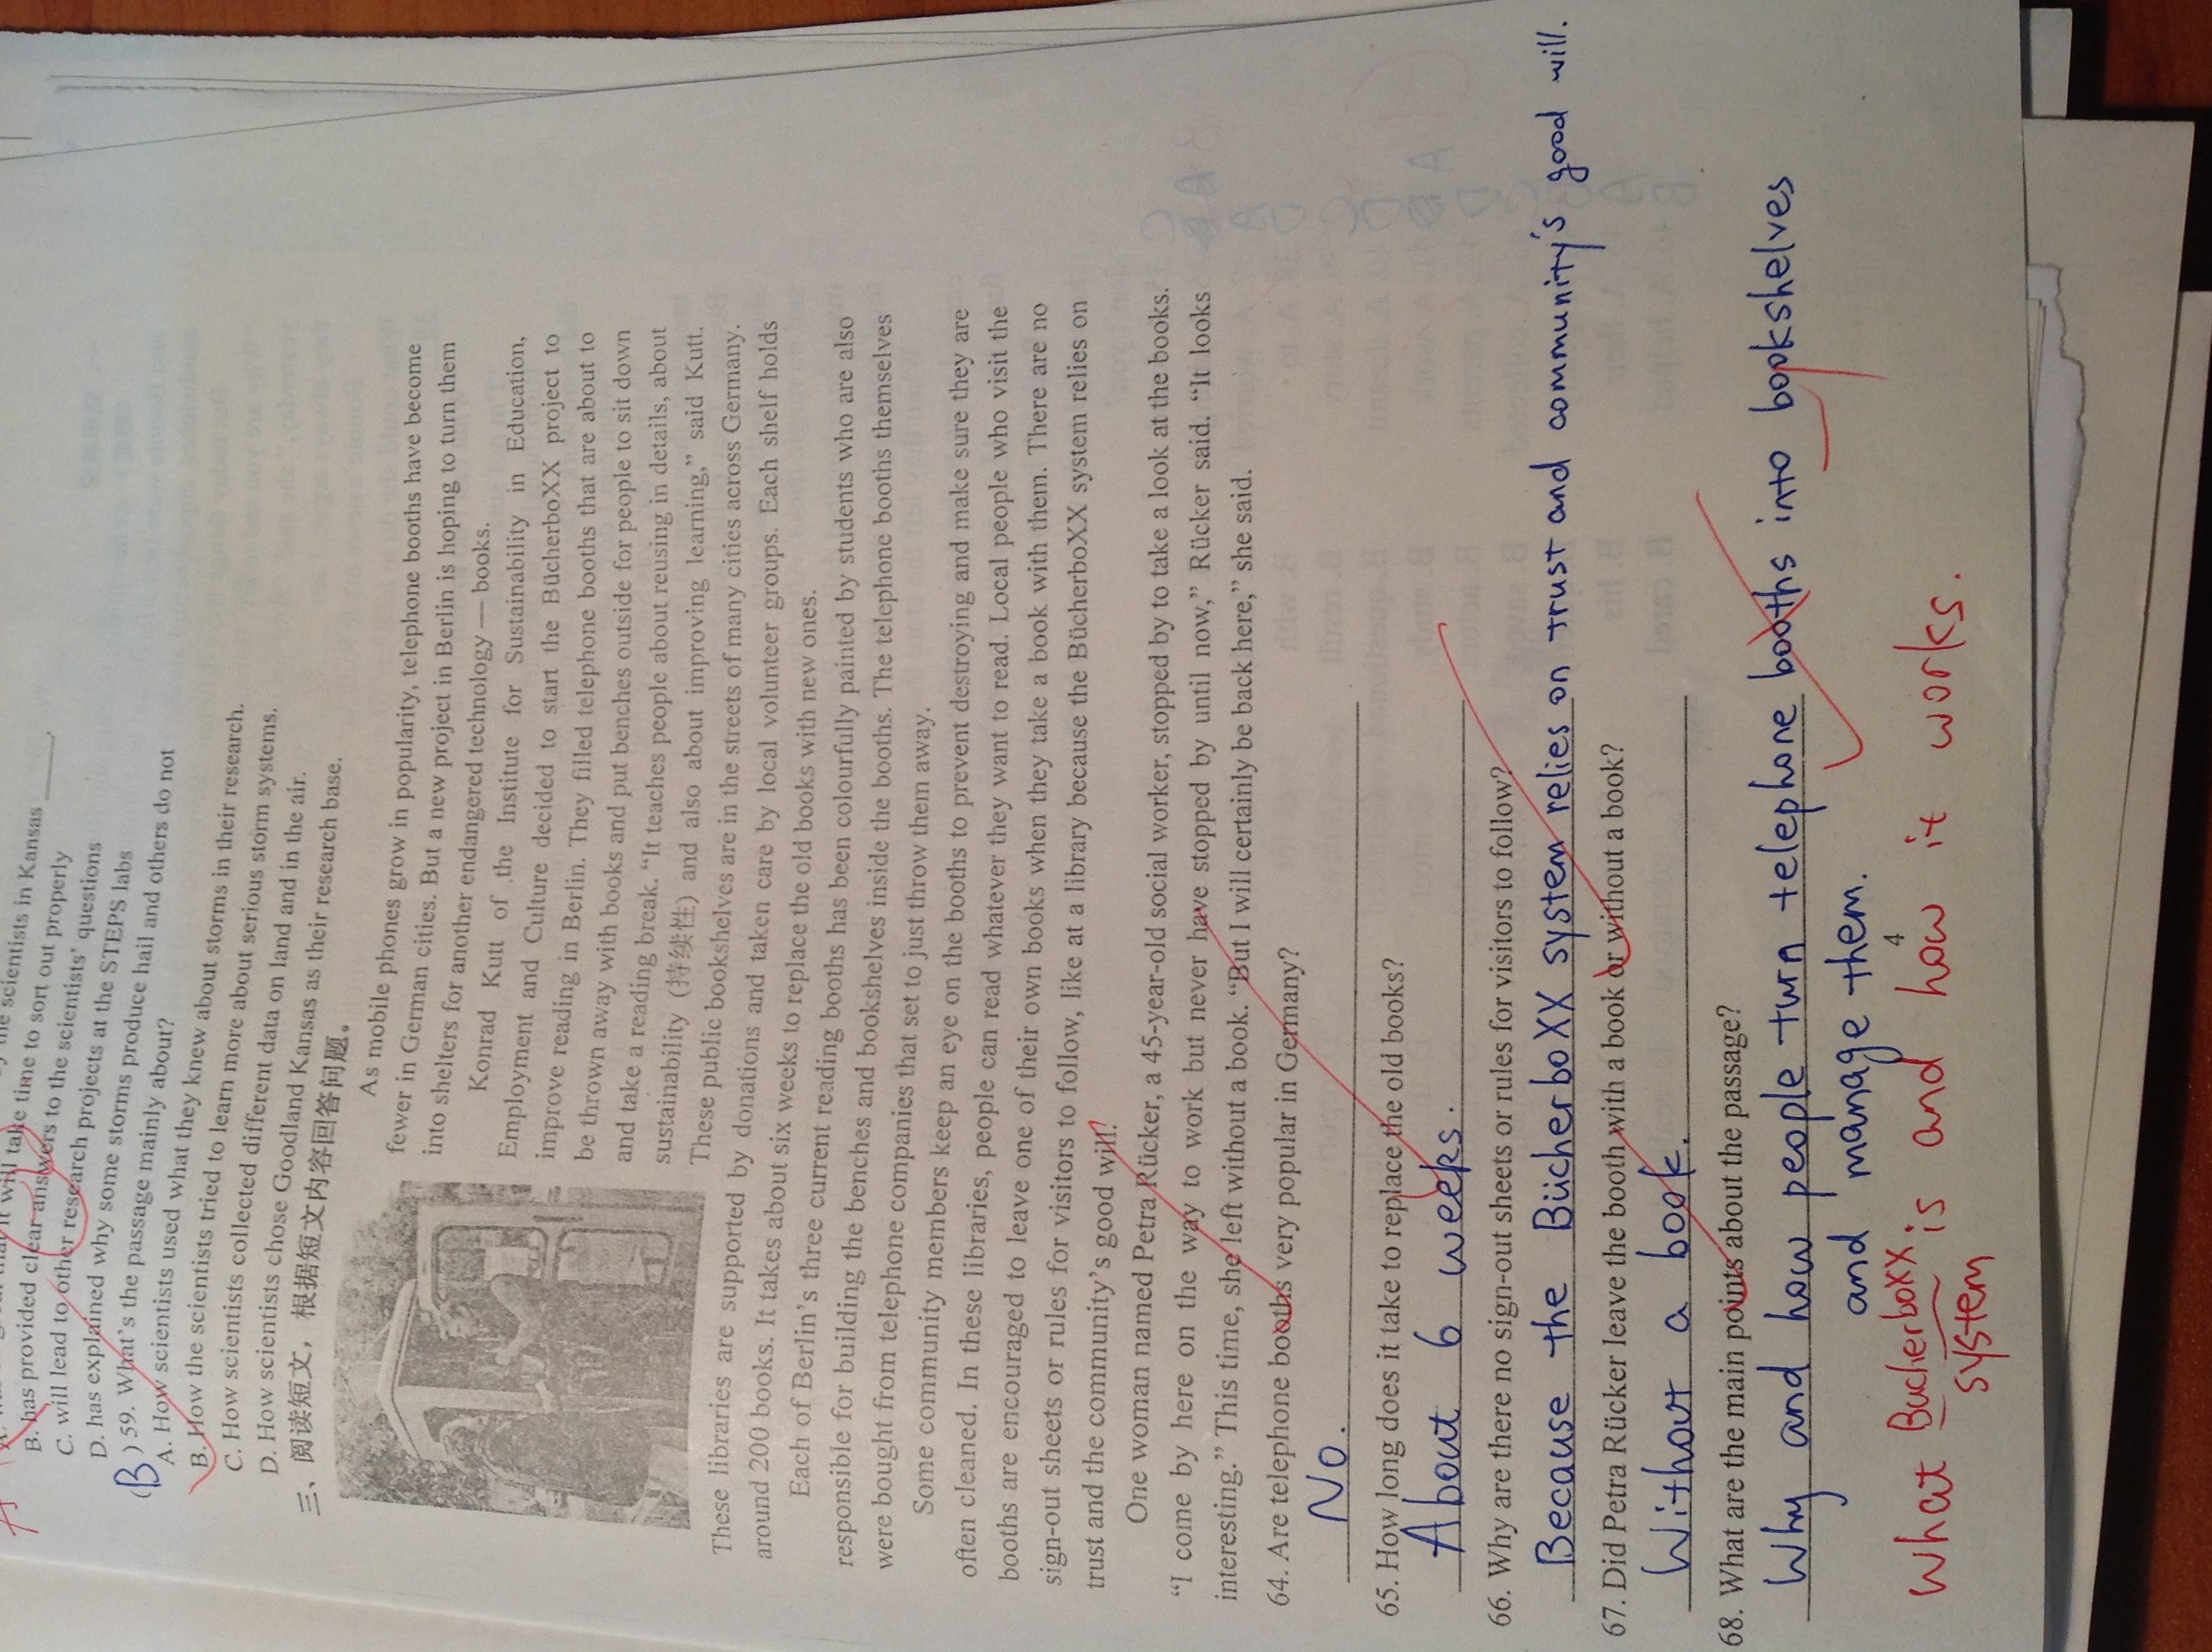 the scientists in Kansas ____.
it will take time to sort out properly
B. has provided clear answers to the scientists' questions
C. will lead to other research projects at the STEPS labs
D. has explained why some storms produce hail and others do not
(B) 59. What's the passage mainly about?
A. How scientists used what they knew about storms in their research.
B. How the scientists tried to learn more about serious storm systems.
C. How scientists collected different data on land and in the air.
D. How scientists chose Goodland Kansas as their research base.
三、阅读短文，根据短文内容回答问题。
As mobile phones grow in popularity, telephone booths have become
fewer in German cities. But a new project in Berlin is hoping to turn them
into shelters for another endangered technology — books.
Konrad Kutt of the Institute for Sustainability in Education,
Employment and Culture decided to start the BücherboXX project to
improve reading in Berlin. They filled telephone booths that are about to
be thrown away with books and put benches outside for people to sit down
and take a reading break. “It teaches people about reusing in details, about
sustainability (持续性) and also about improving learning,” said Kutt.
These public bookshelves are in the streets of many cities across Germany.
These libraries are supported by donations and taken care by local volunteer groups. Each shelf holds
around 200 books. It takes about six weeks to replace the old books with new ones.
Each of Berlin's three current reading booths has been colourfully painted by students who are also
responsible for building the benches and bookshelves inside the booths. The telephone booths themselves
were bought from telephone companies that set to just throw them away.
Some community members keep an eye on the booths to prevent destroying and make sure they are
often cleaned. In these libraries, people can read whatever they want to read. Local people who visit the
booths are encouraged to leave one of their own books when they take a book with them. There are no
sign-out sheets or rules for visitors to follow, like at a library because the BücherboXX system relies on
trust and the community's good will.
One woman named Petra Rücker, a 45-year-old social worker, stopped by to take a look at the books.
“I come by here on the way to work but never have stopped by until now,” Rücker said. “It looks
interesting.” This time, she left without a book. “But I will certainly be back here,” she said.
64. Are telephone booths very popular in Germany?
No.
65. How long does it take to replace the old books?
About 6 weeks.
66. Why are there no sign-out sheets or rules for visitors to follow?
Because the BücherboXX system relies on trust and community's good will.
67. Did Petra Rücker leave the booth with a book or without a book?
Without a book.
68. What are the main points about the passage?
Why and how people turn telephone booths into bookshelves
and manage them.
4
What BucherboXX is and how it works.
system